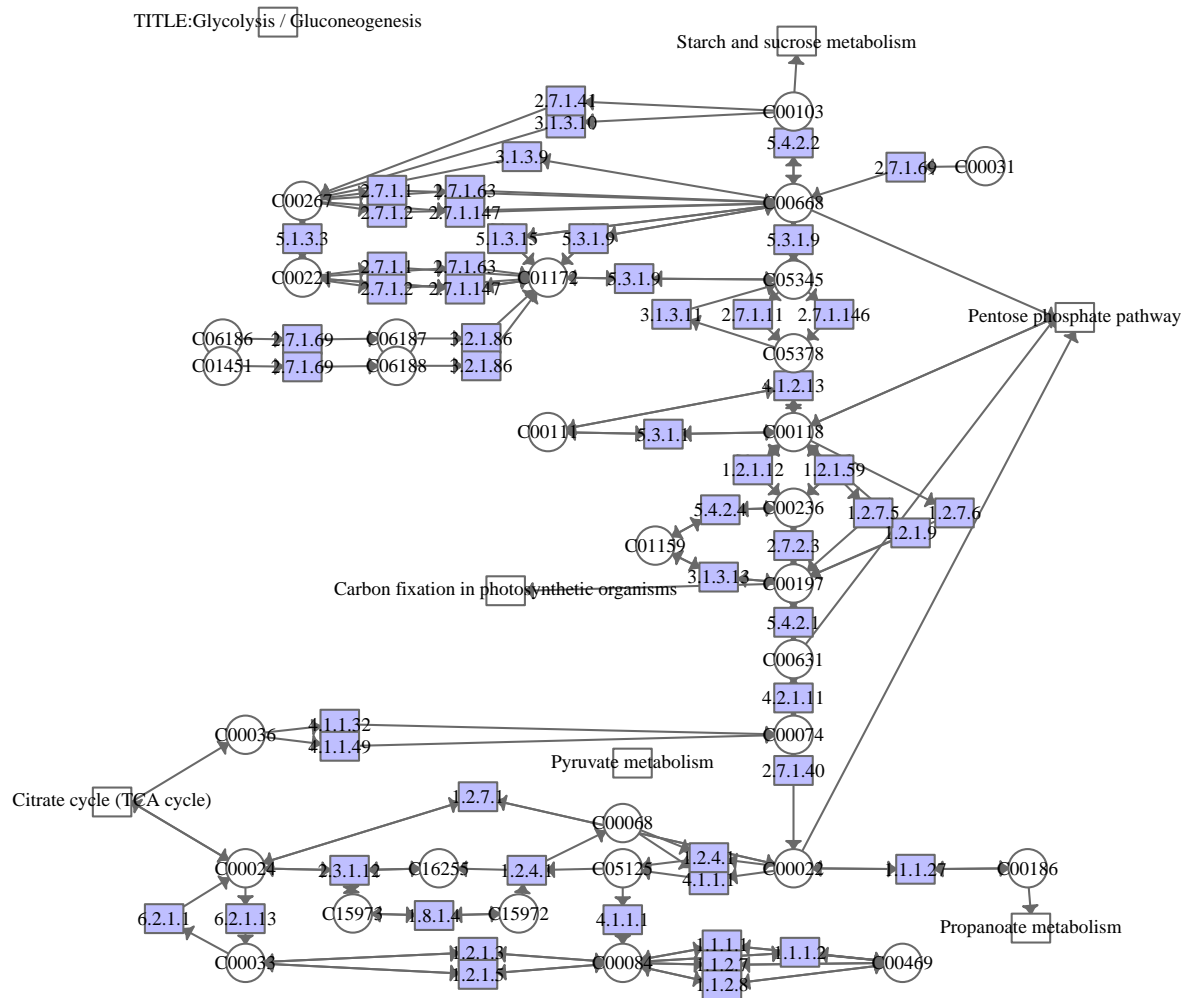 TITLE:Glycolysis / Gluconeogenesis
Starch and sucrose metabolism
2.7.1.41
C00103
3.1.3.10
5.4.2.2
3.1.3.9
2.7.1.69
C00031
2.7.1.1
2.7.1.63
C00267
C00668
2.7.1.2
2.7.1.147
5.1.3.3
5.1.3.15
5.3.1.9
5.3.1.9
2.7.1.1
2.7.1.63
C00221
C01172
5.3.1.9
C05345
2.7.1.2
2.7.1.147
3.1.3.11
2.7.1.11
2.7.1.146
Pentose phosphate pathway
C06186
2.7.1.69
C06187
3.2.1.86
C05378
C01451
2.7.1.69
C06188
3.2.1.86
4.1.2.13
C00111
5.3.1.1
C00118
1.2.1.12
1.2.1.59
5.4.2.4
C00236
1.2.7.5
1.2.7.6
1.2.1.9
C01159
2.7.2.3
3.1.3.13
C00197
Carbon fixation in photosynthetic organisms
5.4.2.1
C00631
4.2.1.11
4.1.1.32
C00036
C00074
4.1.1.49
Pyruvate metabolism
2.7.1.40
Citrate cycle (TCA cycle)
1.2.7.1
C00068
1.2.4.1
C00024
2.3.1.12
C16255
1.2.4.1
C05125
C00022
1.1.1.27
C00186
4.1.1.1
6.2.1.1
6.2.1.13
C15973
1.8.1.4
C15972
4.1.1.1
Propanoate metabolism
1.2.1.3
1.1.1.1
1.1.1.2
C00033
C00084
1.1.2.7
C00469
1.2.1.5
1.1.2.8